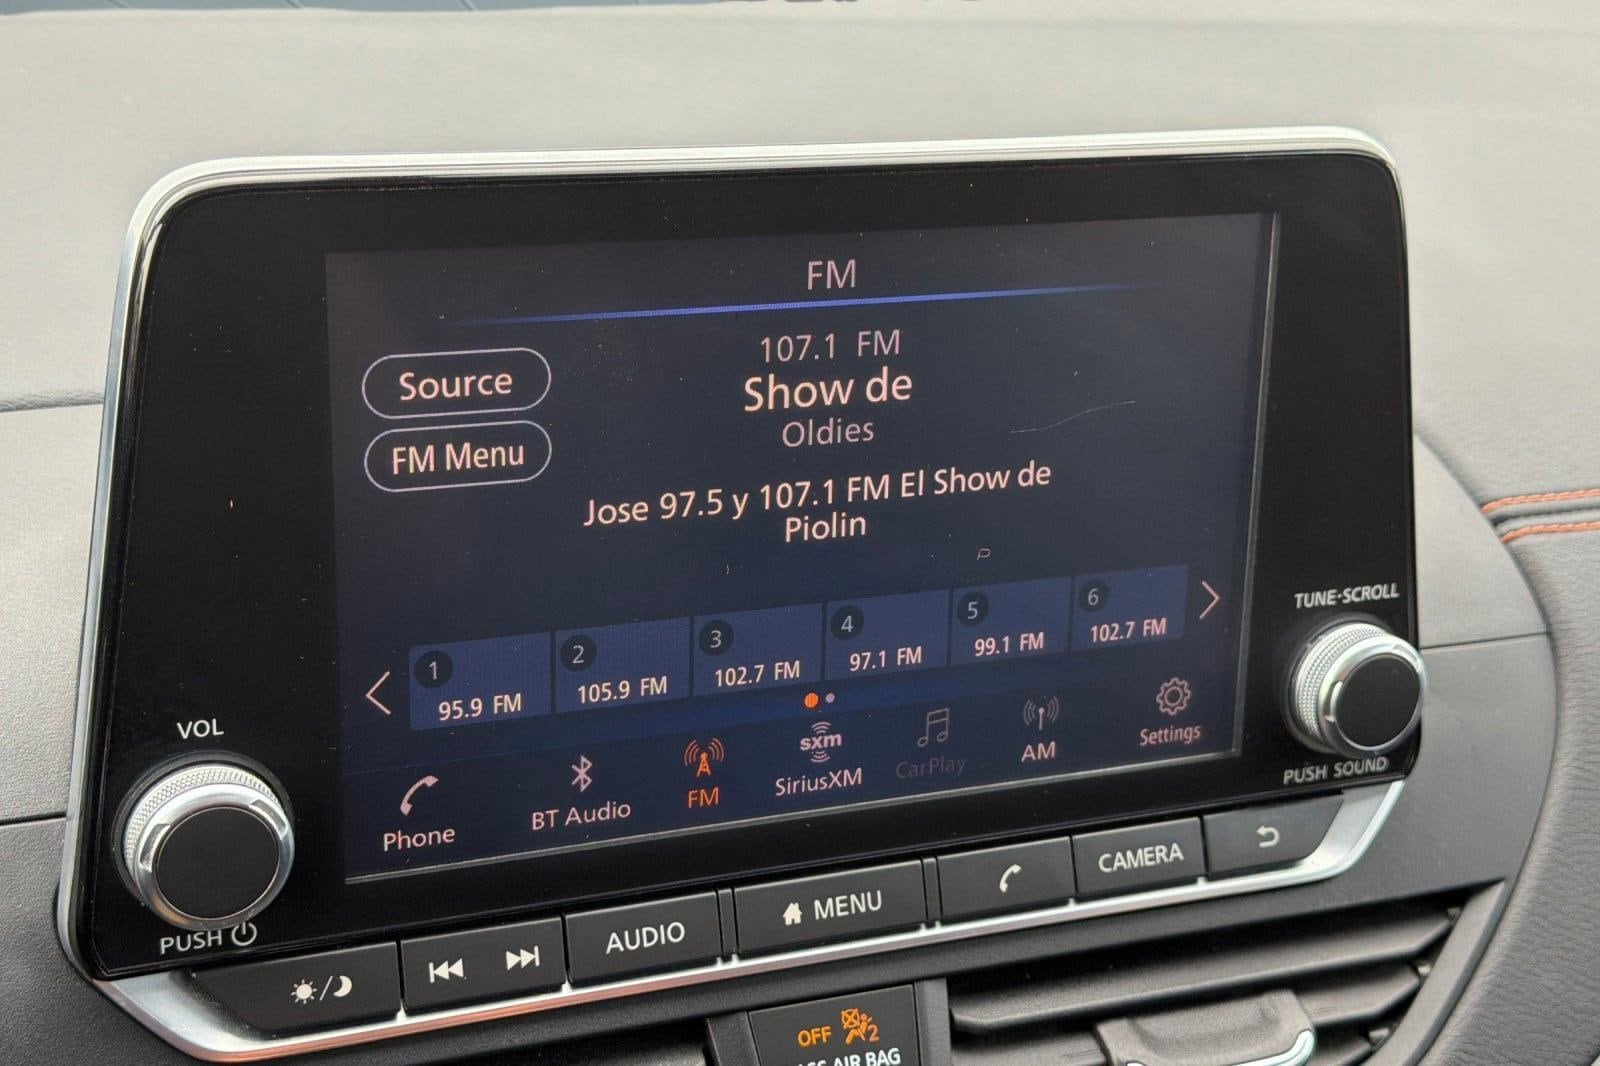 FM
107.1 FM
Source
Show de
Oldies
FM Menu
Jose 97.5 y 107.1 FM El Show de
Piolin
1
95.9 FM
2
105.9 FM
3
102.7 FM
4
97.1 FM
5
99.1 FM
6
102.7 FM
Phone
BT Audio
FM
sxm
SiriusXM
CarPlay
AM
Settings
VOL
PUSH
TUNE·SCROLL
PUSH SOUND
AUDIO
MENU
CAMERA
OFF
2
AIR BAG